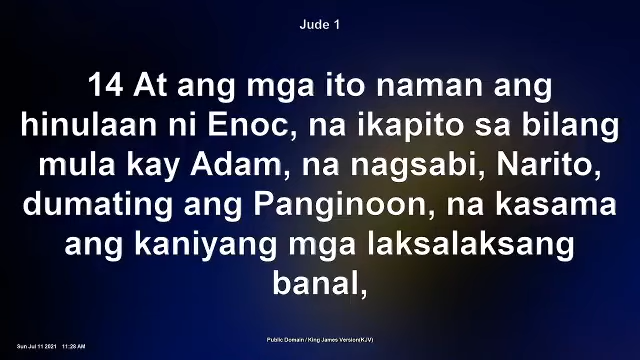 Jude 1
14 At ang mga ito naman ang
hinulaan ni Enoc, na ikapito sa bilang
mula kay Adam, na nagsabi, Narito,
dumating ang Panginoon, na kasama
ang kaniyang mga laksalaksang
banal,
Public Domain / King James Version(KJV)
Sun Jul 11 2021 11:28 AM